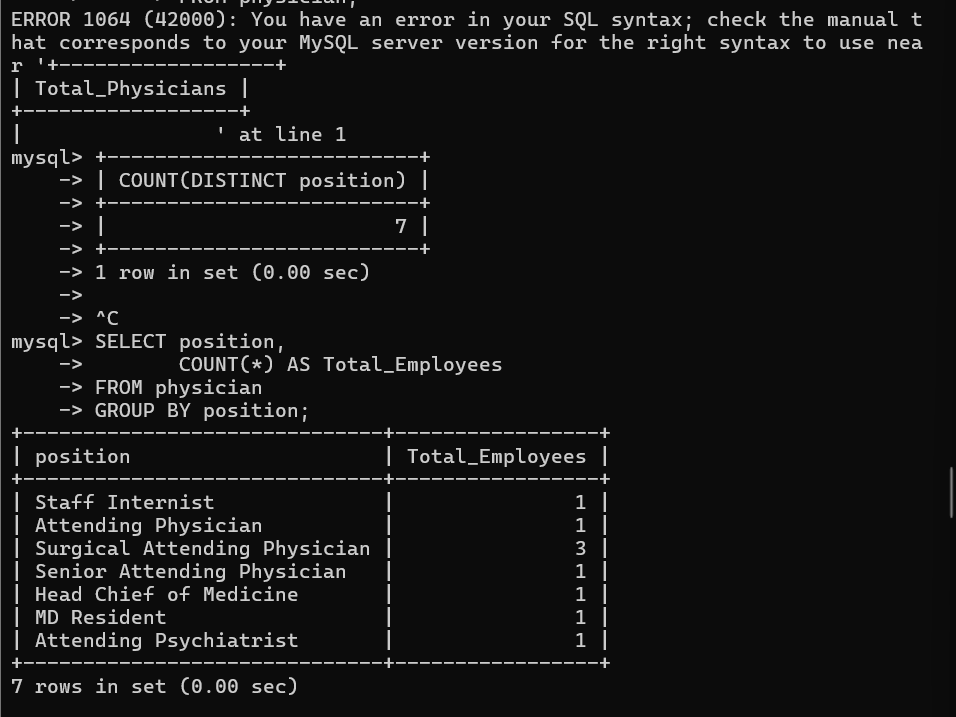 -> FROM physician;
ERROR 1064 (42000): You have an error in your SQL syntax; check the manual t
hat corresponds to your MySQL server version for the right syntax to use nea
r '+------------------+
| Total_Physicians |
+------------------+
|                ' at line 1
mysql> +--------------------------+
    -> | COUNT(DISTINCT position) |
    -> +--------------------------+
    -> |                        7 |
    -> +--------------------------+
    -> 1 row in set (0.00 sec)
    ->
    -> ^C
mysql> SELECT position,
    ->        COUNT(*) AS Total_Employees
    -> FROM physician
    -> GROUP BY position;
+------------------------------+-----------------+
| position                     | Total_Employees |
+------------------------------+-----------------+
| Staff Internist              |               1 |
| Attending Physician          |               1 |
| Surgical Attending Physician |               3 |
| Senior Attending Physician   |               1 |
| Head Chief of Medicine       |               1 |
| MD Resident                  |               1 |
| Attending Psychiatrist       |               1 |
+------------------------------+-----------------+
7 rows in set (0.00 sec)